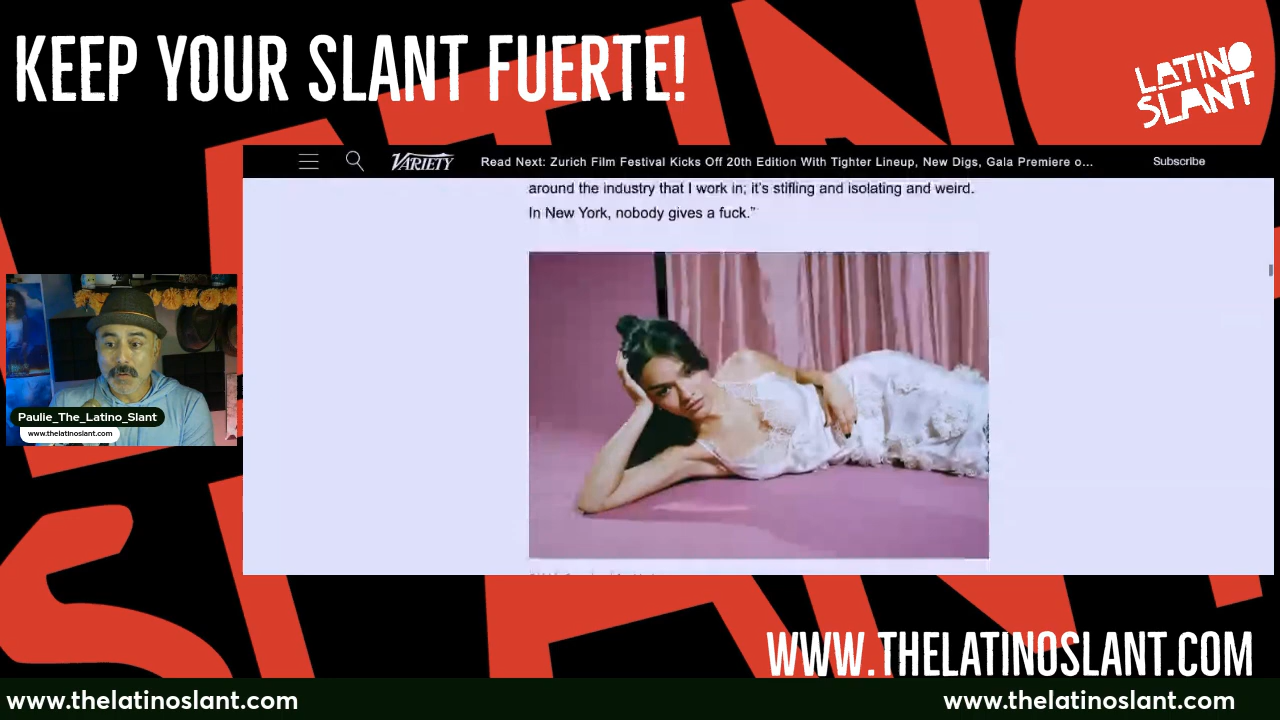 KEEP YOUR SLANT FUERTE!
LATINO
SLANT
VARIETY
Read Next: Zurich Film Festival Kicks Off 20th Edition With Tighter Lineup, New Digs, Gala Premiere o...
Subscribe
around the industry that I work in; it's stifling and isolating and weird.
In New York, nobody gives a fuck."
Paulie_The_Latino_Slant
www.thelatinoslant.com
WWW.THELATINOSLANT.COM
www.thelatinoslant.com
www.thelatinoslant.com